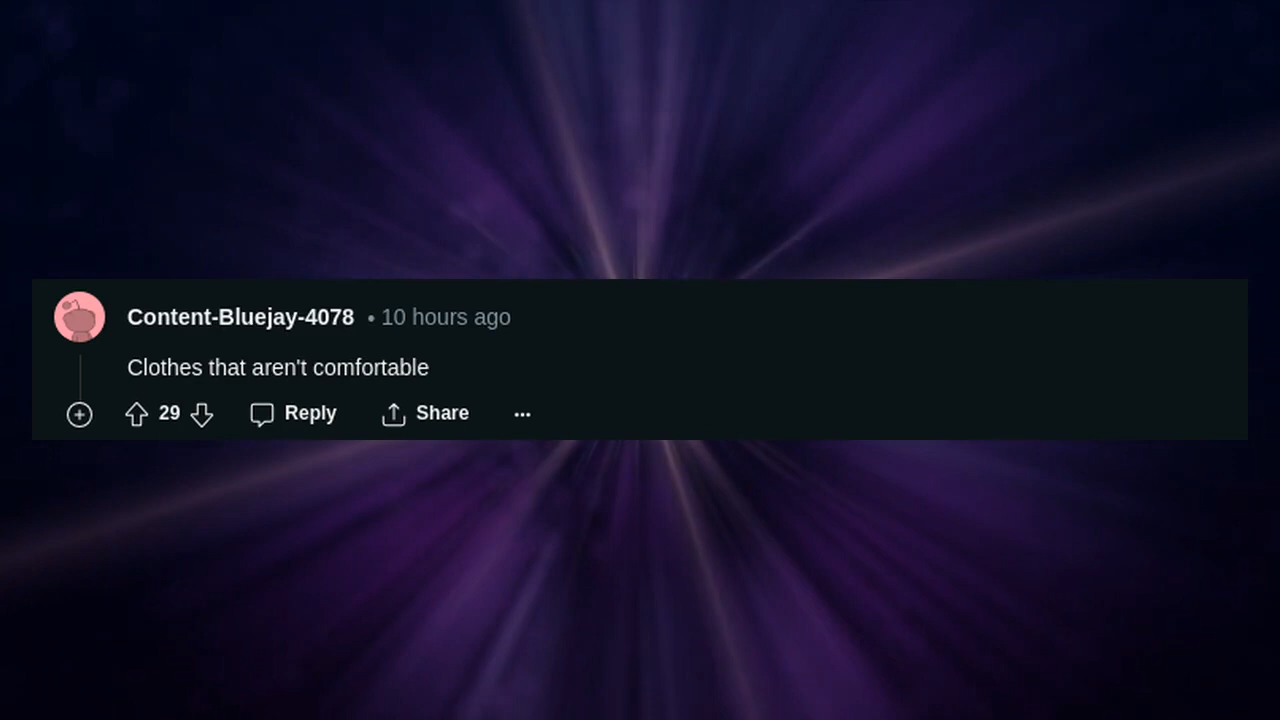 Content-Bluejay-4078 • 10 hours ago
Clothes that aren't comfortable
29 Reply Share ...